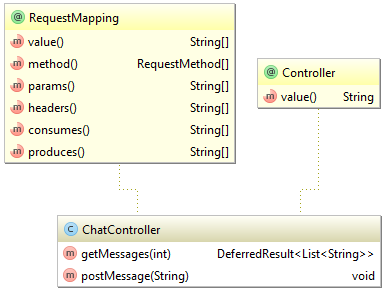 @ RequestMapping
m value() String[]
m method() RequestMethod[]
m params() String[]
m headers() String[]
m consumes() String[]
m produces() String[]
@ Controller
m value() String
C ChatController
m getMessages(int) DeferredResult<List<String>>
m postMessage(String) void